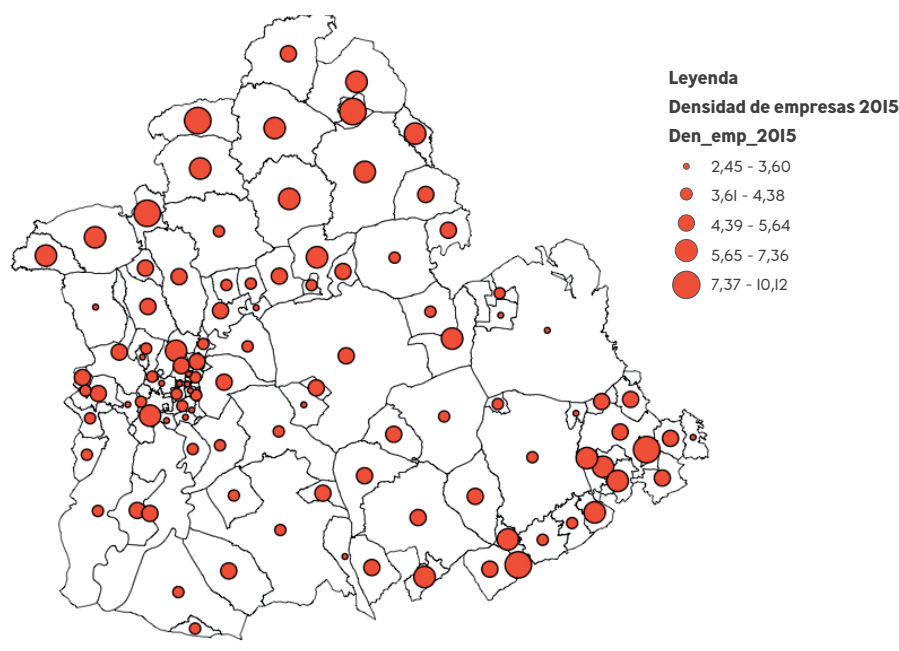 Leyenda
Densidad de empresas 2015
Den_emp_2015
2,45 - 3,60
3,61 - 4,38
4,39 - 5,64
5,65 - 7,36
7,37 - 10,12